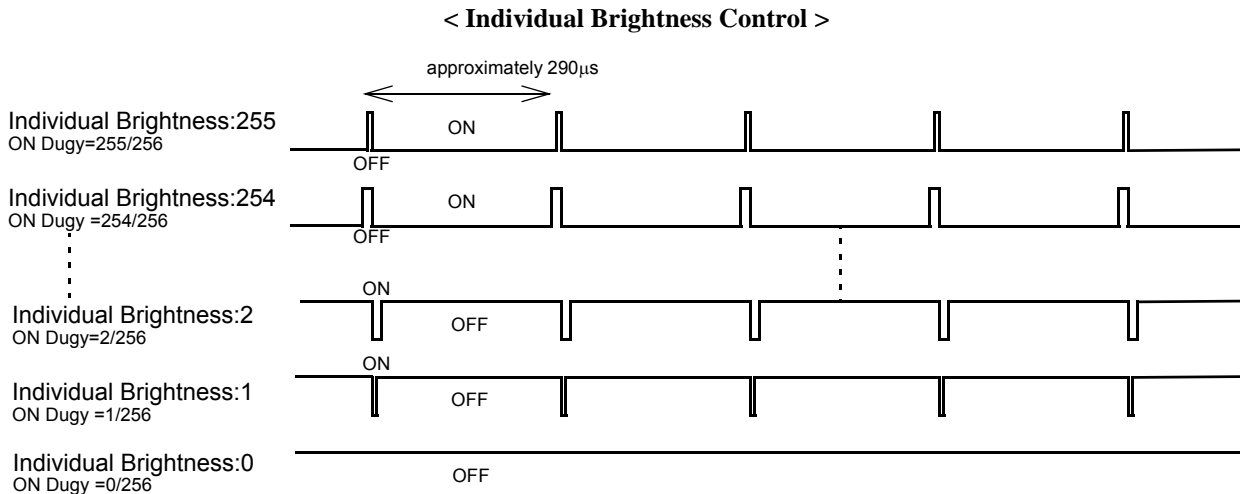 < Individual Brightness Control >
approximately 290μs
Individual Brightness:255
ON Dugy=255/256
ON
OFF
Individual Brightness:254
ON Dugy =254/256
ON
OFF
ON
Individual Brightness:2
ON Dugy=2/256
OFF
ON
Individual Brightness:1
ON Dugy =1/256
OFF
Individual Brightness:0
ON Dugy =0/256
OFF